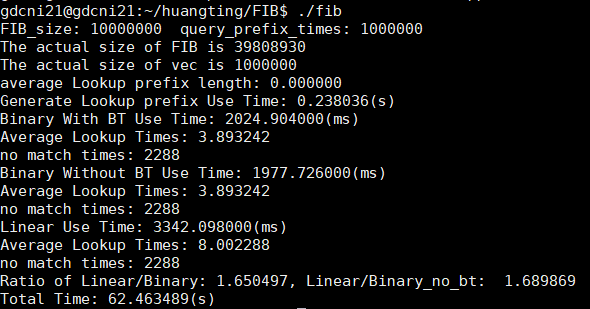 gdcni21@gdcni21:~/huangting/FIB$ ./fib
FIB_size: 10000000  query_prefix_times: 1000000
The actual size of FIB is 39808930
The actual size of vec is 1000000
average Lookup prefix length: 0.000000
Generate Lookup prefix Use Time: 0.238036(s)
Binary With BT Use Time: 2024.904000(ms)
Average Lookup Times: 3.893242
no match times: 2288
Binary Without BT Use Time: 1977.726000(ms)
Average Lookup Times: 3.893242
no match times: 2288
Linear Use Time: 3342.098000(ms)
Average Lookup Times: 8.002288
no match times: 2288
Ratio of Linear/Binary: 1.650497, Linear/Binary_no_bt:  1.689869
Total Time: 62.463489(s)